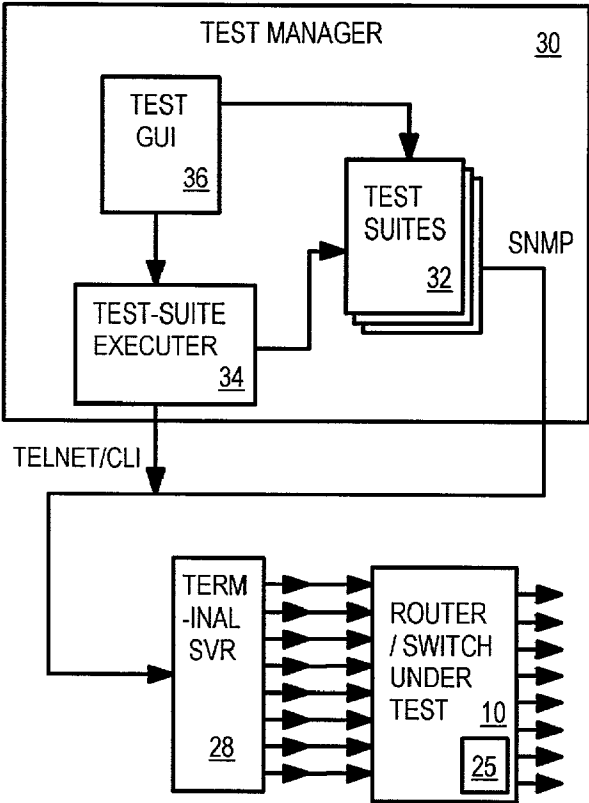 TEST MANAGER
30
TEST
GUI
36
TEST
SUITES
32
SNMP
TEST-SUITE
EXECUTER
34
TELNET/CLI
TERM
-INAL
SVR
28
ROUTER
/ SWITCH
UNDER
TEST
10
25